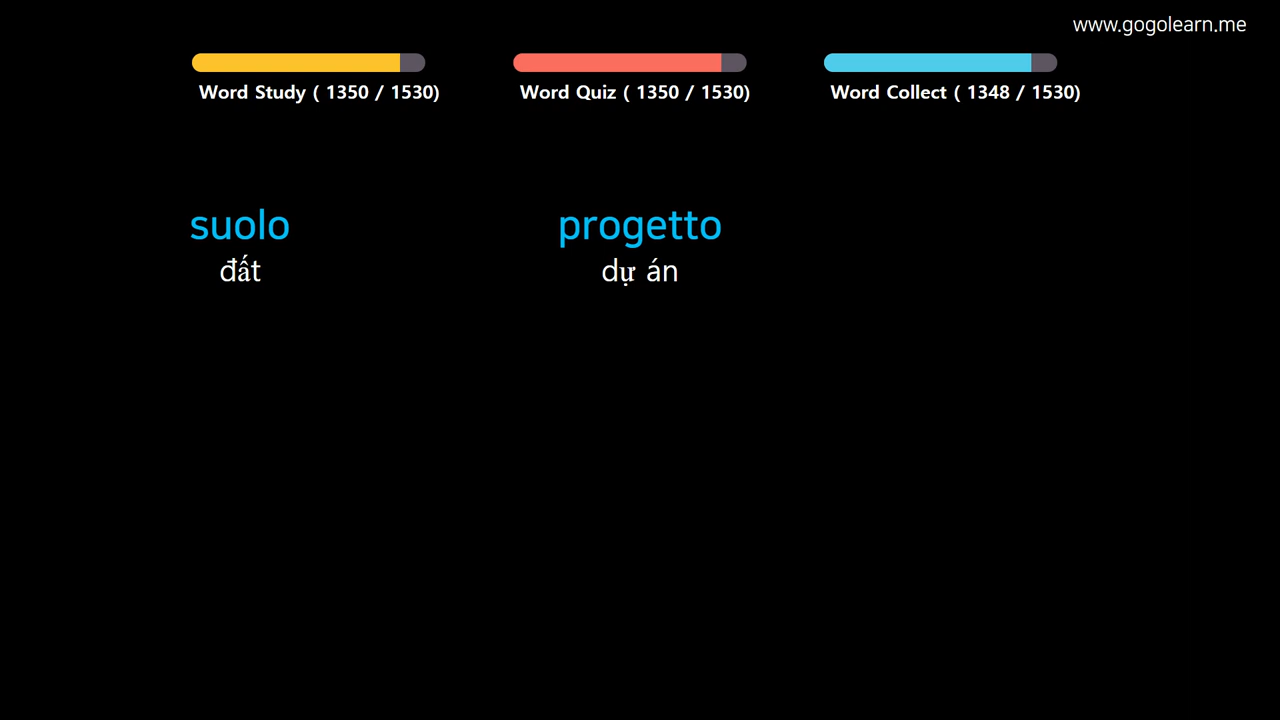 www.gogolearn.me
Word Study ( 1350 / 1530)
Word Quiz ( 1350 / 1530)
Word Collect ( 1348 / 1530)
suolo
đất
progetto
dự án